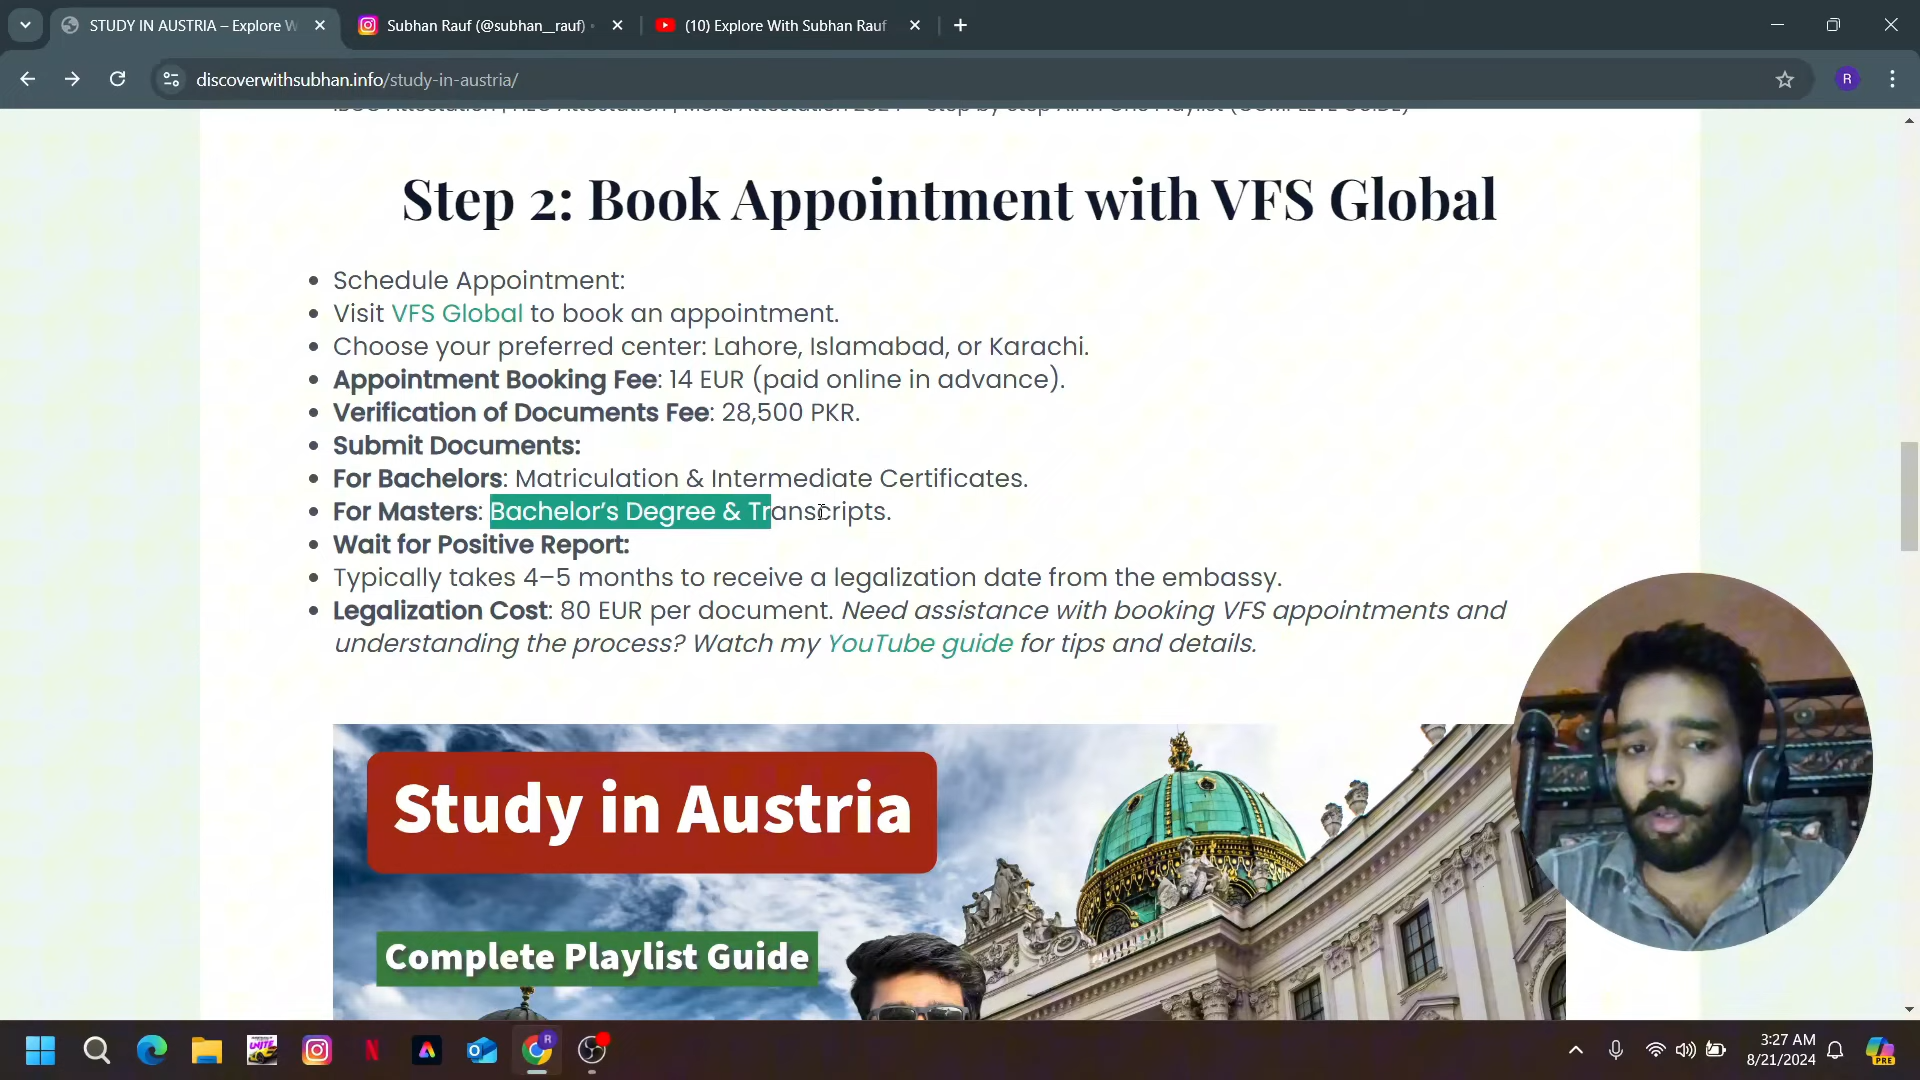 STUDY IN AUSTRIA – Explore W
Subhan Rauf (@subhan__rauf)
(10) Explore With Subhan Rauf
discoverwithsubhan.info/study-in-austria/
R
Step 2: Book Appointment with VFS Global
Schedule Appointment:
Visit VFS Global to book an appointment.
Choose your preferred center: Lahore, Islamabad, or Karachi.
Appointment Booking Fee: 14 EUR (paid online in advance).
Verification of Documents Fee: 28,500 PKR.
Submit Documents:
For Bachelors: Matriculation & Intermediate Certificates.
For Masters: Bachelor’s Degree & Transcripts.
Wait for Positive Report:
Typically takes 4–5 months to receive a legalization date from the embassy.
Legalization Cost: 80 EUR per document. Need assistance with booking VFS appointments and
understanding the process? Watch my YouTube guide for tips and details.
Study in Austria
Complete Playlist Guide
3:27 AM
8/21/2024